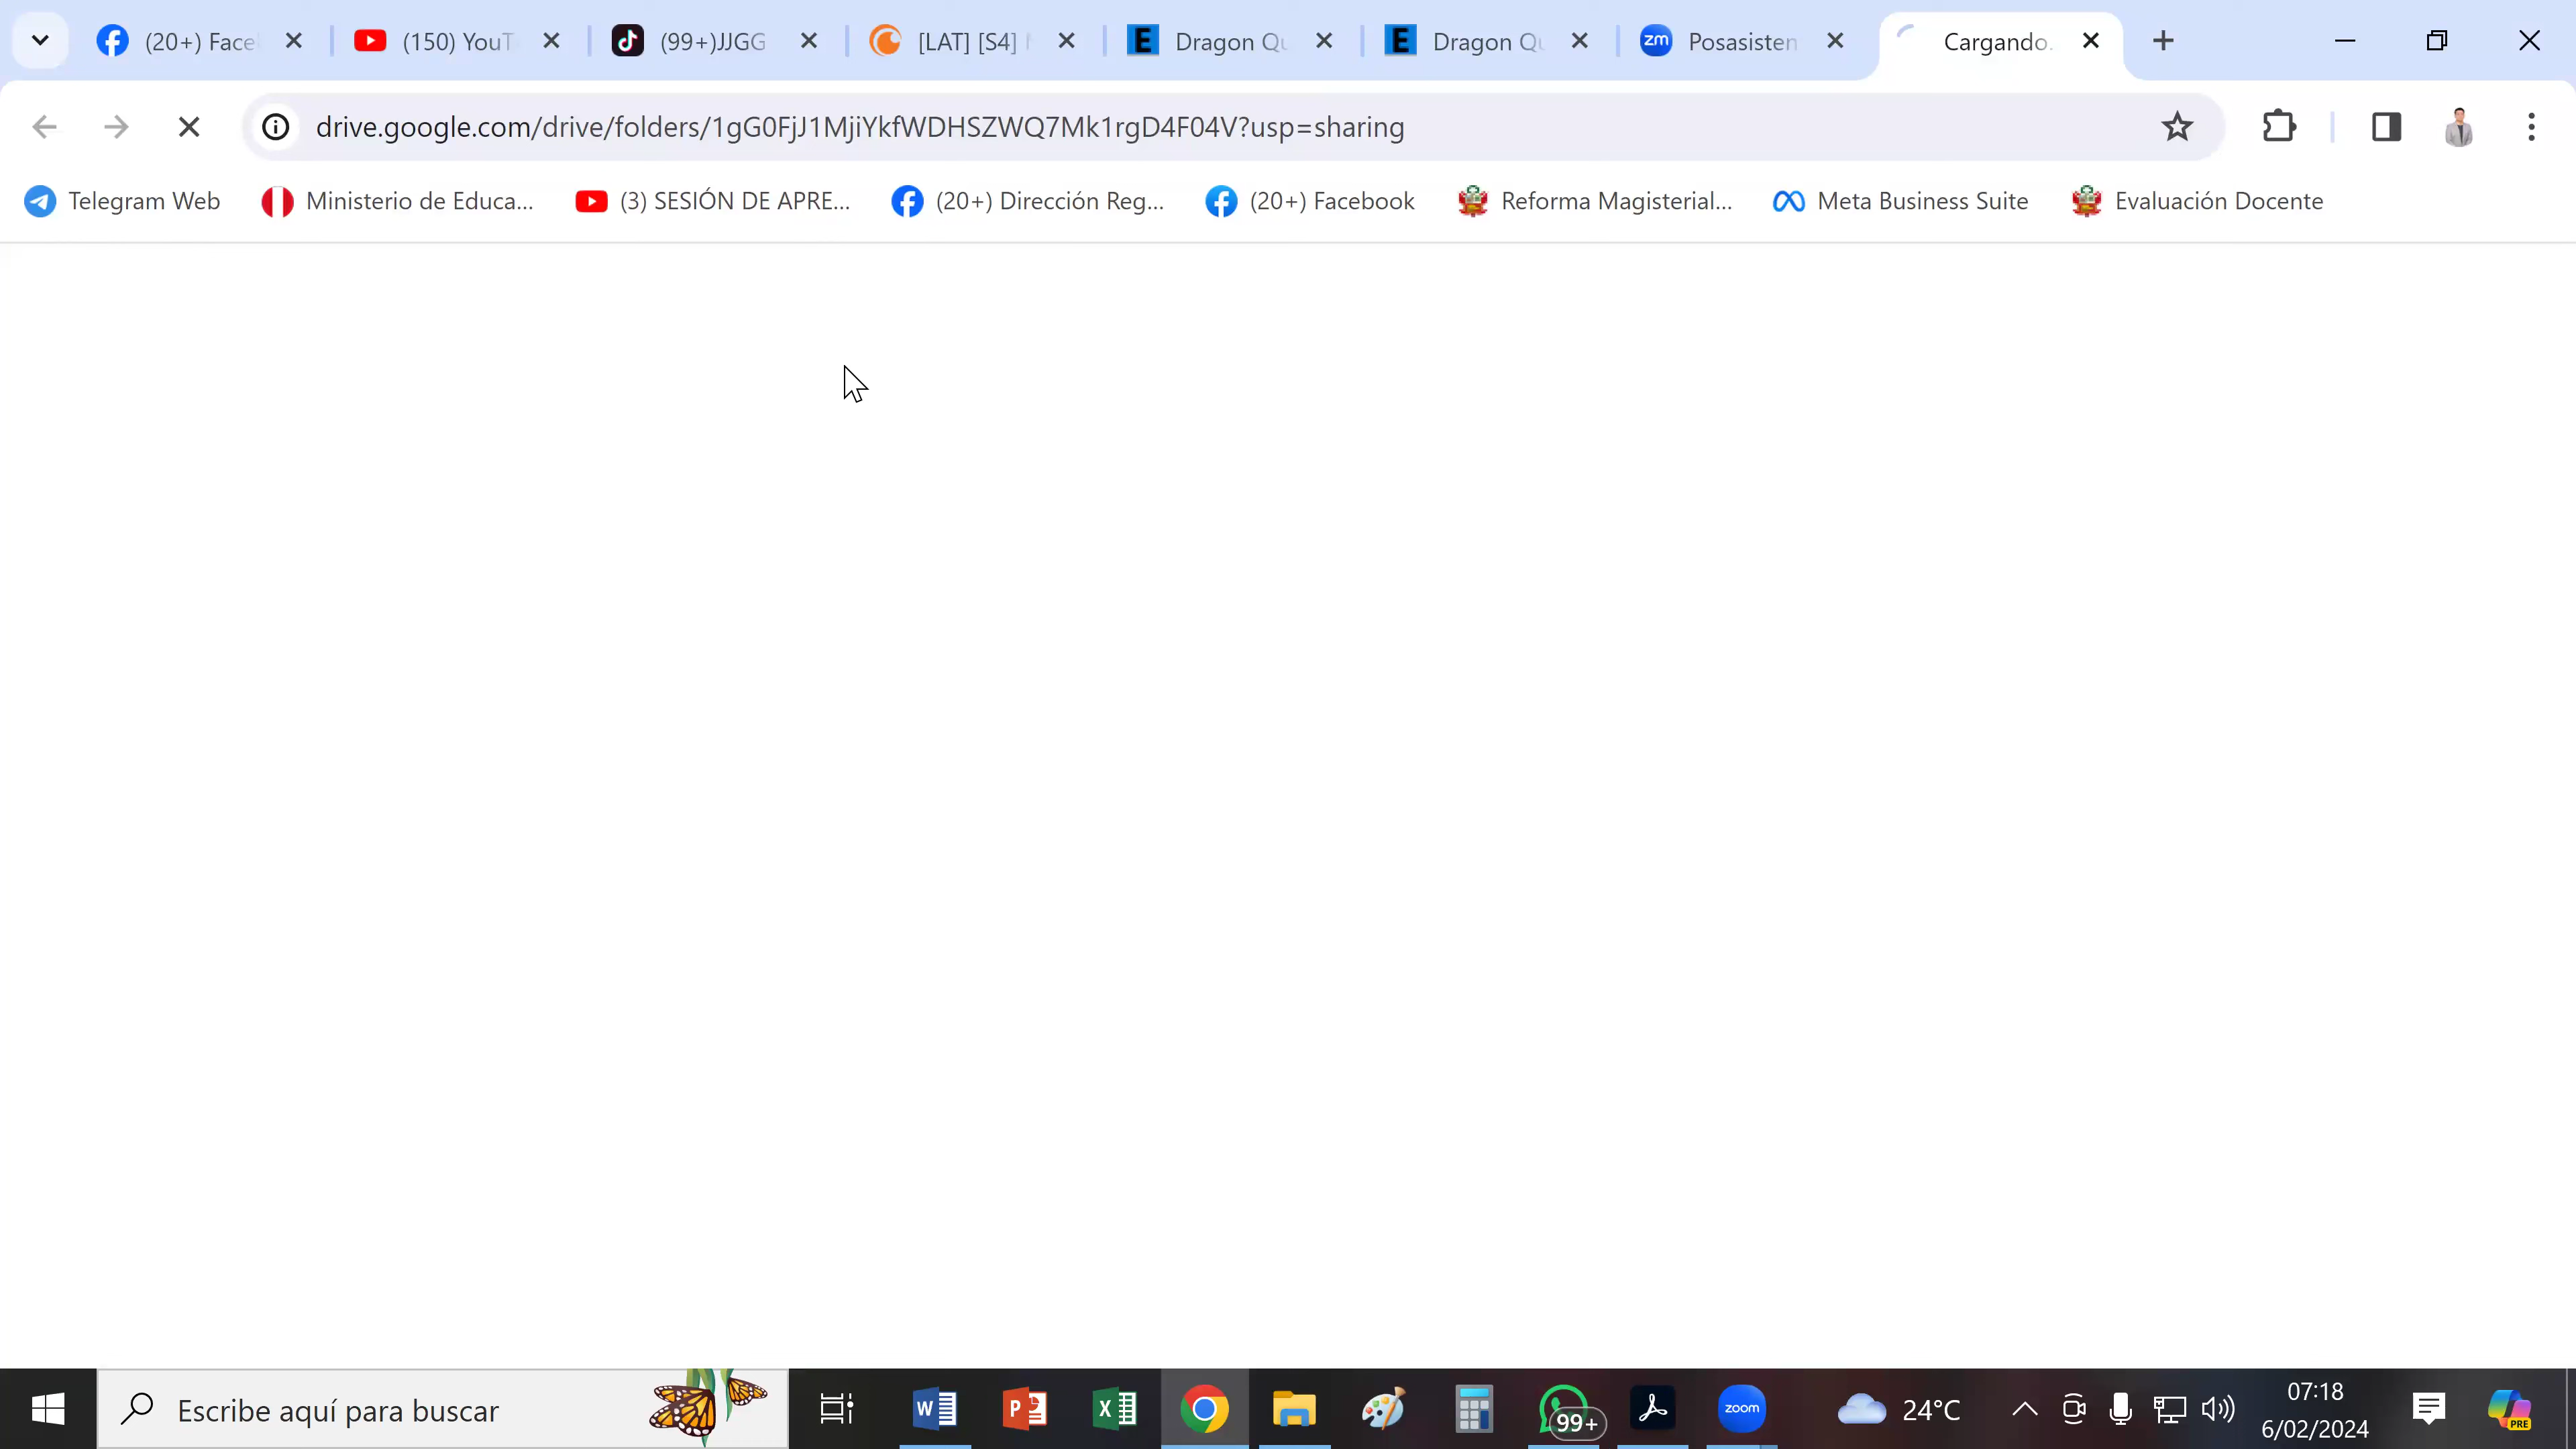 (20+) Face
(150) YouT
(99+)JJGG
[LAT] [S4]
Dragon Qu
Dragon Qu
zm
Posasisten
Cargando.
drive.google.com/drive/folders/1gG0FjJ1MjiYkfWDHSZWQ7Mk1rgD4F04V?usp=sharing
Telegram Web
Ministerio de Educa...
(3) SESIÓN DE APRE...
(20+) Dirección Reg...
(20+) Facebook
Reforma Magisterial...
Meta Business Suite
Evaluación Docente
Escribe aquí para buscar
99+
zoom
24°C
07:18
6/02/2024
PRE